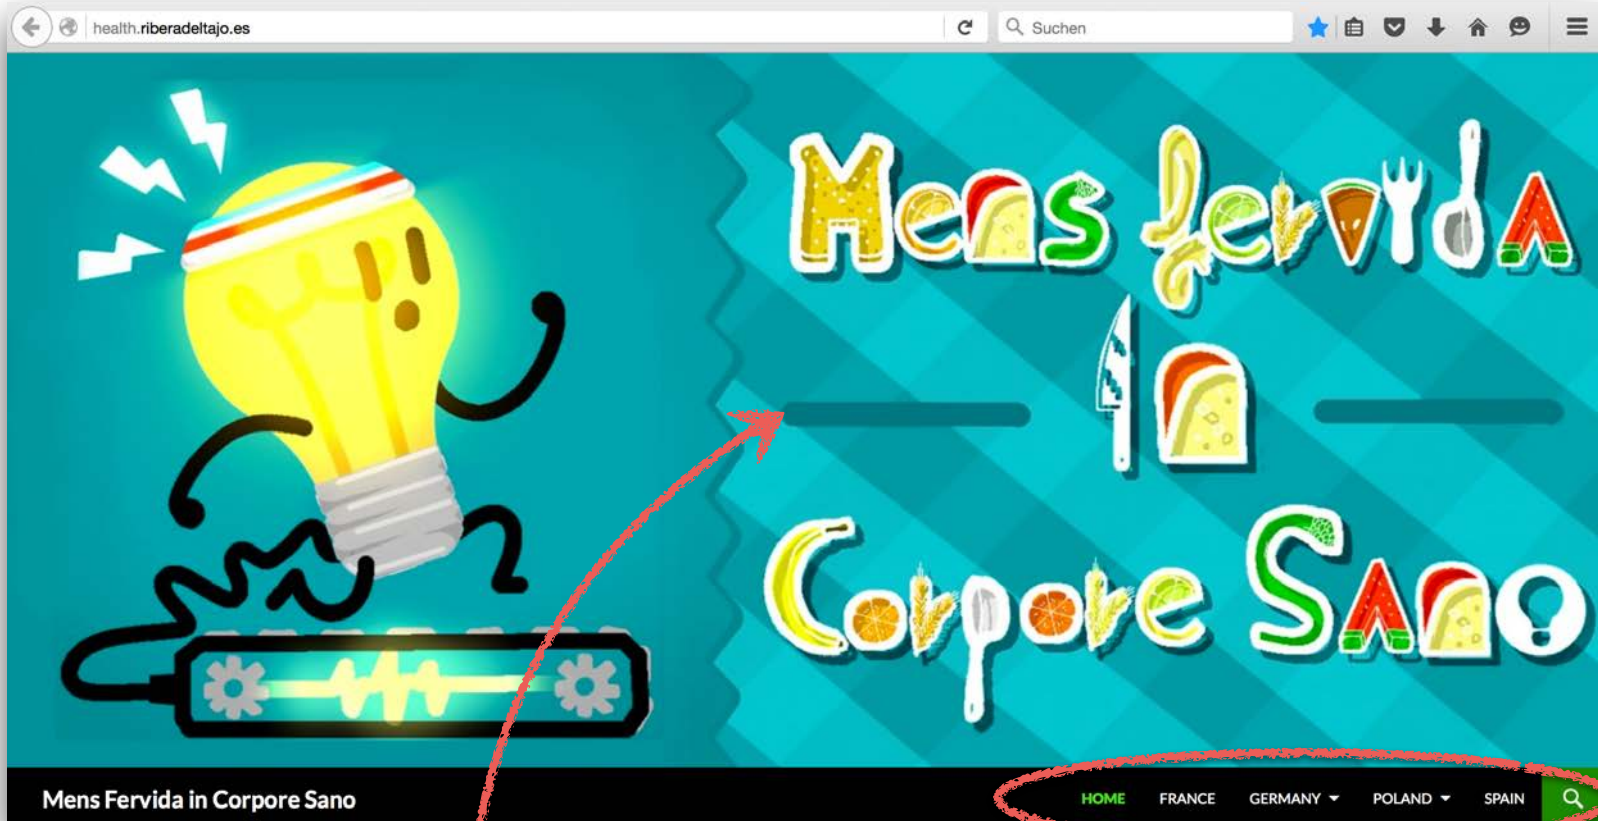 health.riberadeltajo.es
Suchen
Mens fervida
In
Corpore Sano
Mens Fervida in Corpore Sano
HOME FRANCE GERMANY POLAND SPAIN